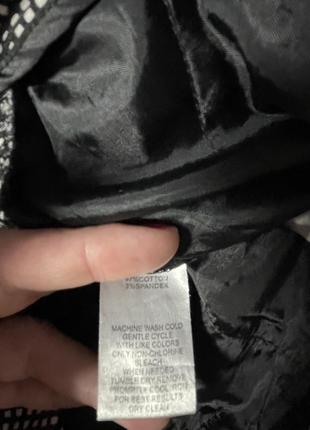 97%COTTON
3%SPANDEX
MACHINE WASH COLD
GENTLE CYCLE
WITH LIKE COLORS
ONLY NON-CHLORINE
BLEACH
WHEN NEEDED
TUMBLE DRY,REMOVE
PROMPTLY COOL IRON
FOR BEST RESULTS
DRY CLEAN